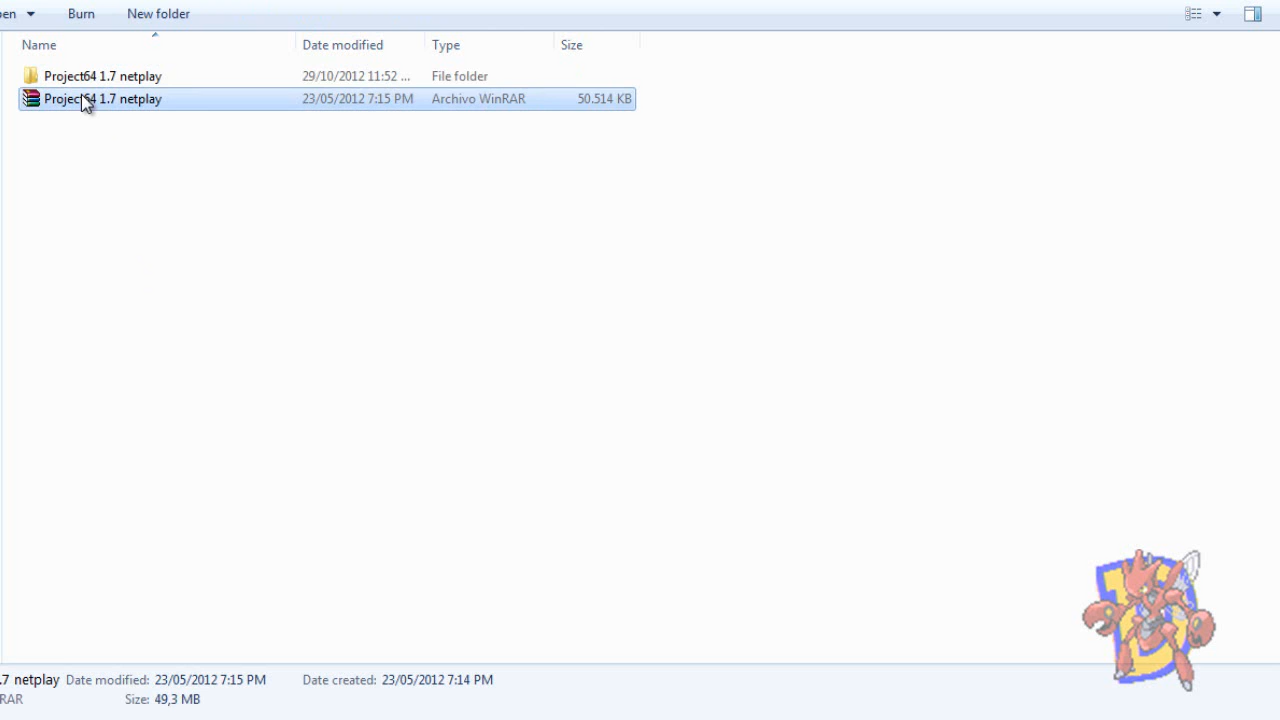 Burn New folder
Name Date modified Type Size
Project64 1.7 netplay 29/10/2012 11:52 ... File folder
Project64 1.7 netplay 23/05/2012 7:15 PM Archivo WinRAR 50.514 KB
.7 netplay Date modified: 23/05/2012 7:15 PM Date created: 23/05/2012 7:14 PM
RAR Size: 49,3 MB